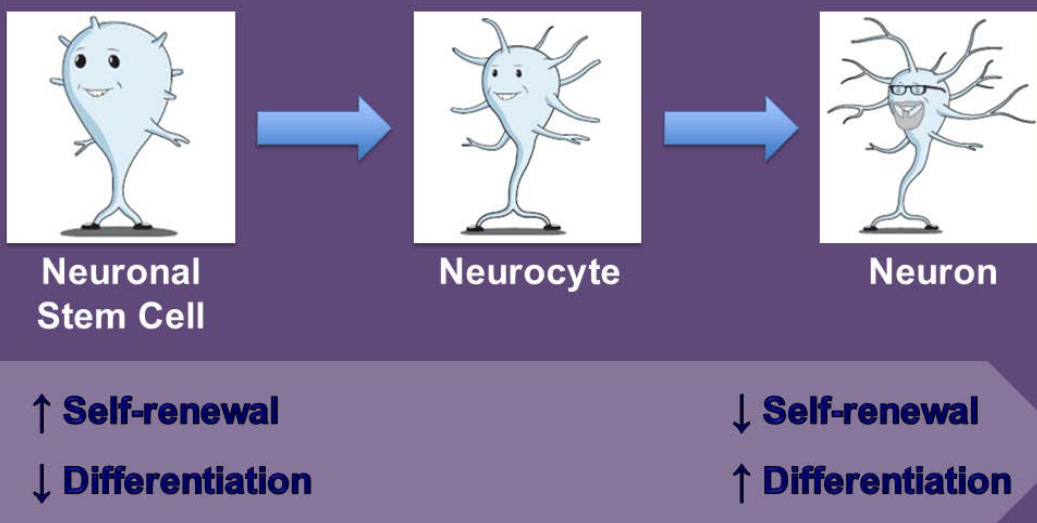 Neuronal
Stem Cell
Neurocyte
Neuron
↑ Self-renewal
↓ Differentiation
↓ Self-renewal
↑ Differentiation